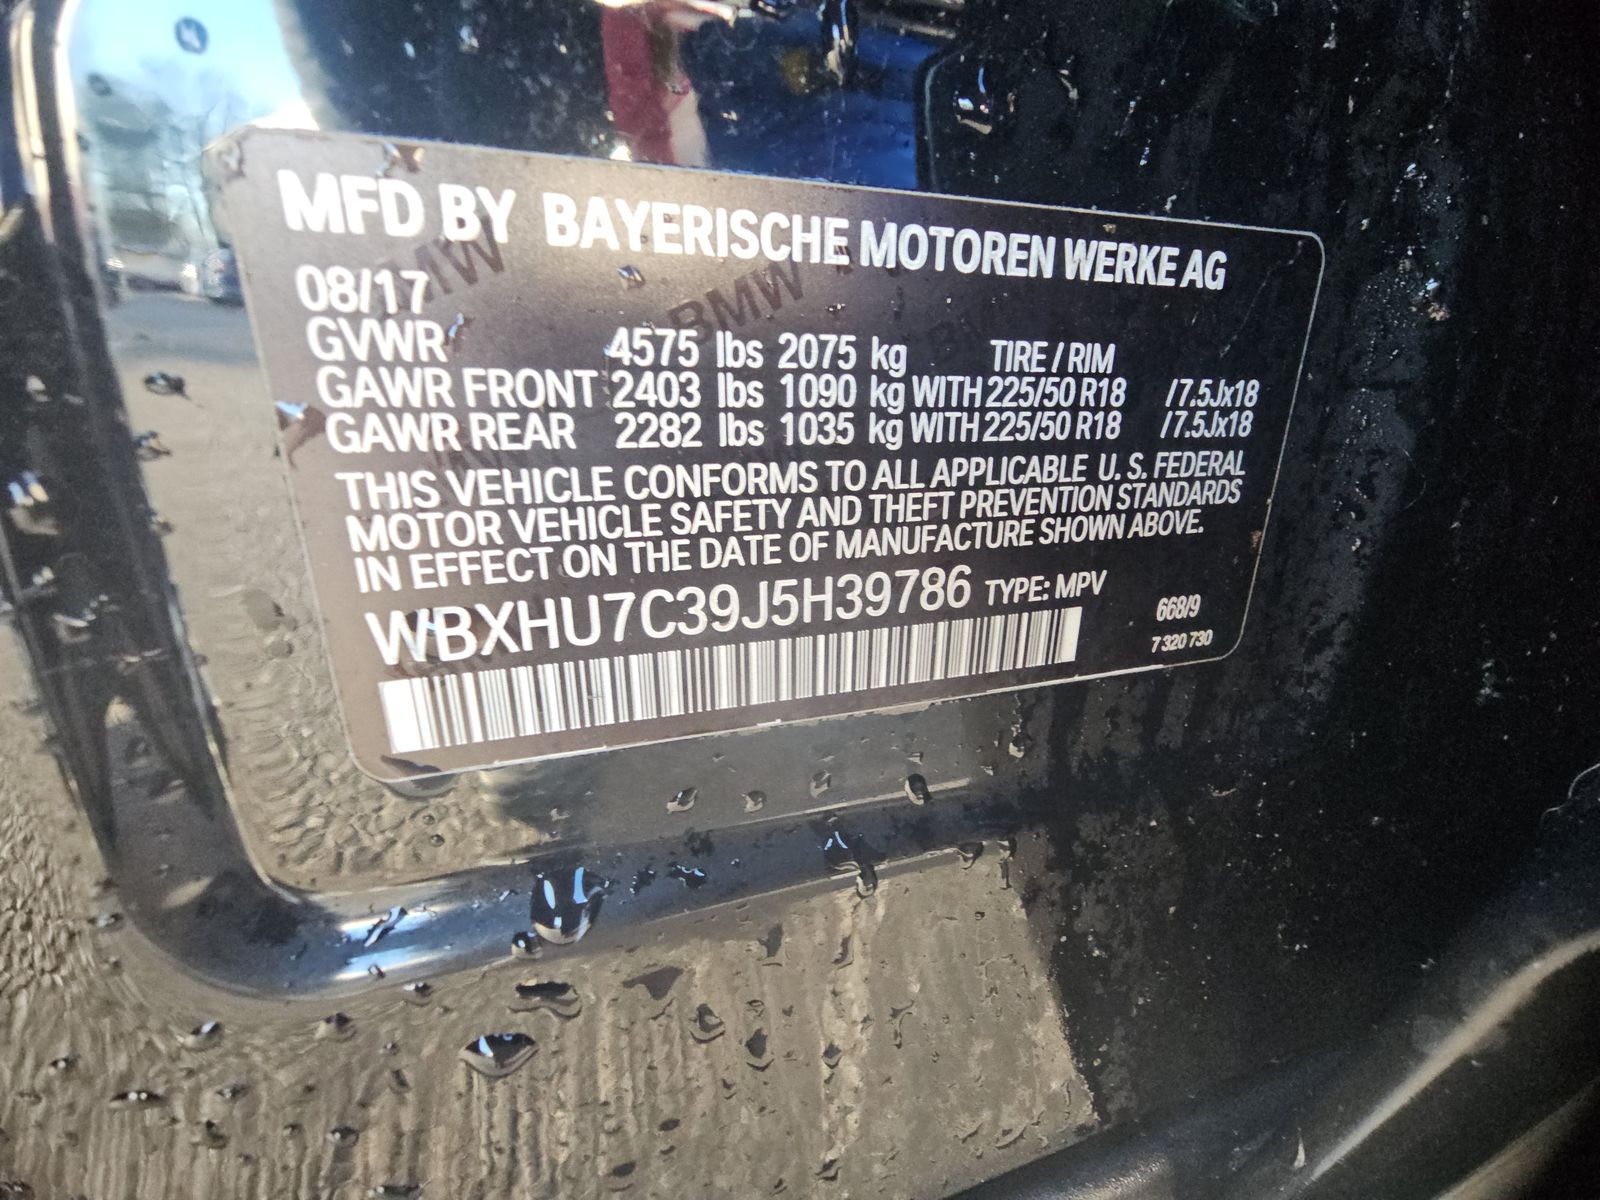 MFD BY BAYERISCHE MOTOREN WERKE AG
08/17
GVWR 4575 lbs 2075 kg TIRE / RIM
GAWR FRONT 2403 lbs 1090 kg WITH 225/50 R18 /7.5Jx18
GAWR REAR 2282 lbs 1035 kg WITH 225/50 R18 /7.5Jx18
THIS VEHICLE CONFORMS TO ALL APPLICABLE U. S. FEDERAL
MOTOR VEHICLE SAFETY AND THEFT PREVENTION STANDARDS
IN EFFECT ON THE DATE OF MANUFACTURE SHOWN ABOVE.
WBXHU7C39J5H39786 TYPE: MPV
668/9
7 320 730
BMW
BMW